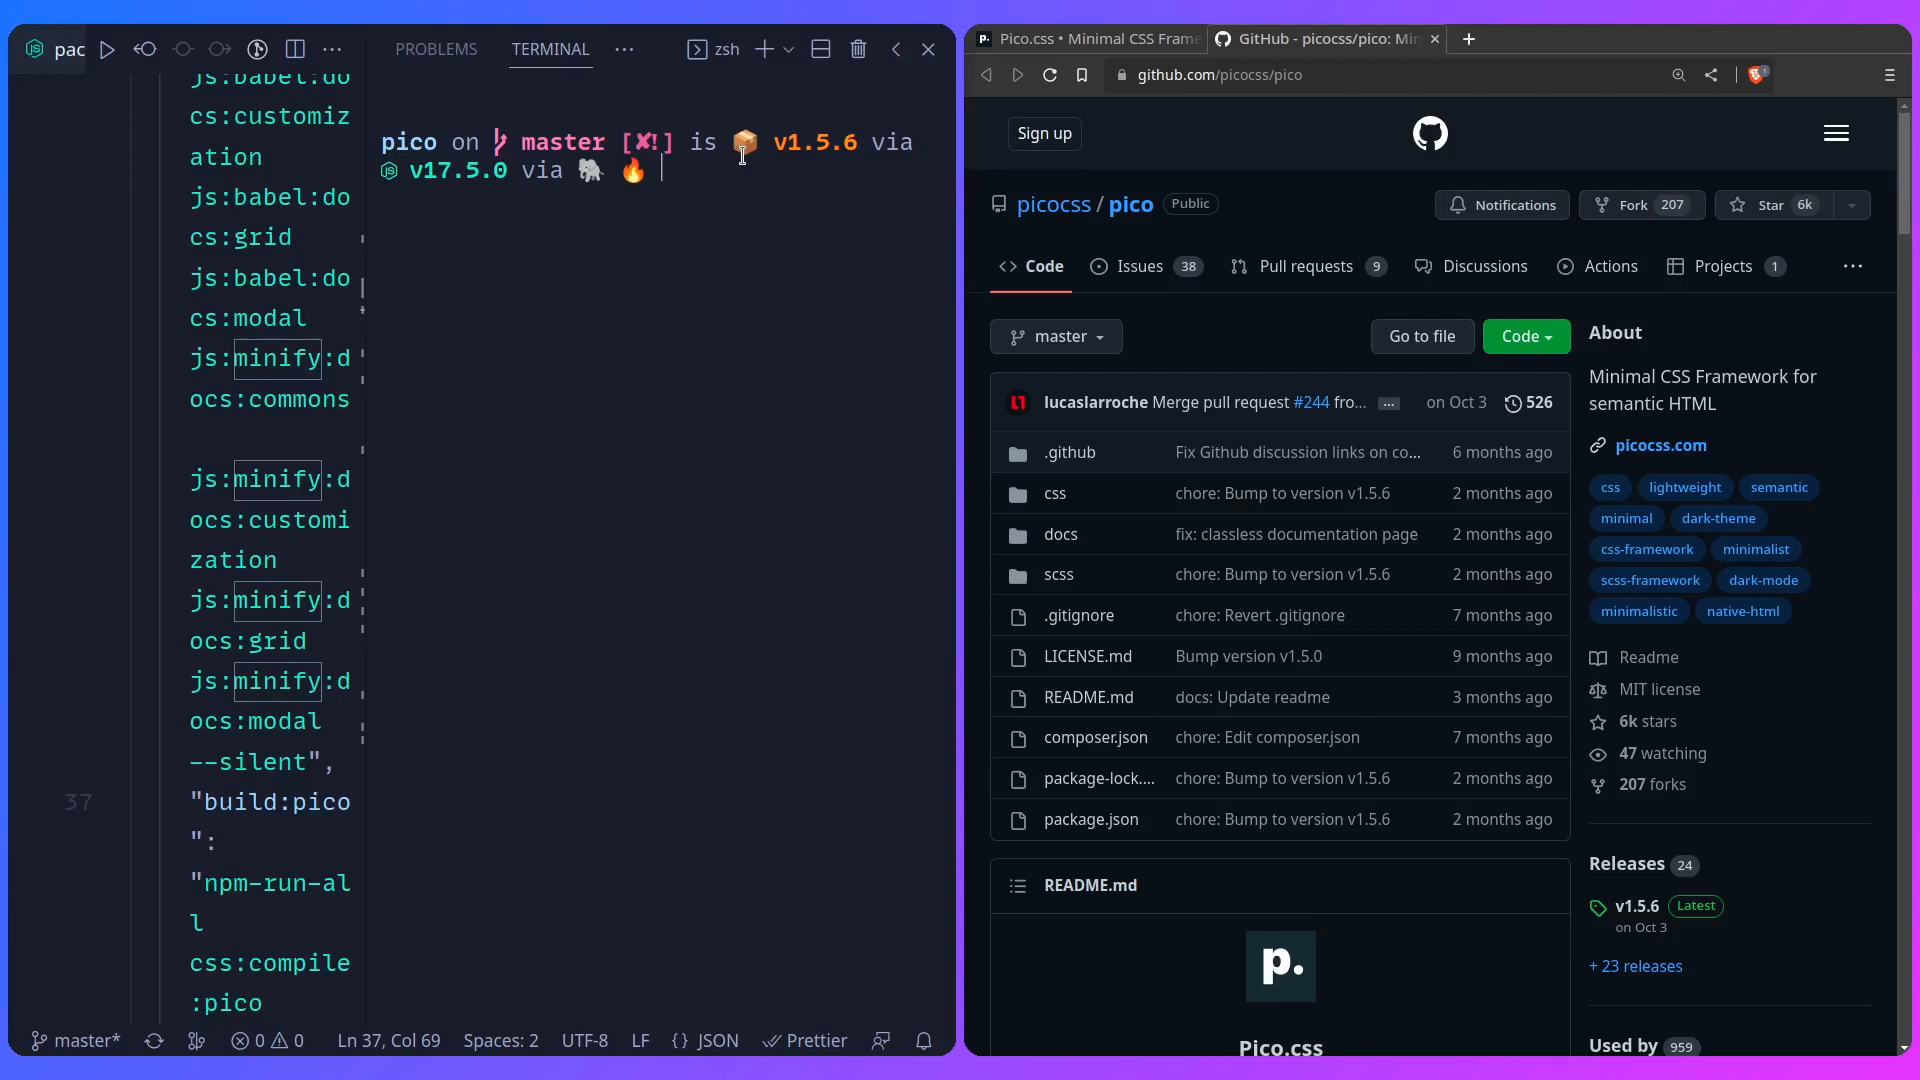 pac
PROBLEMS TERMINAL zsh
js:babel:do
cs:customiz
ation
js:babel:do
cs:grid
js:babel:do
cs:modal
js:minify:d
ocs:commons
js:minify:d
ocs:customi
zation
js:minify:d
ocs:grid
js:minify:d
ocs:modal
--silent",
37 "build:pico
":
"npm-run-al
l
css:compile
:pico
pico on master [✘!] is 📦 v1.5.6 via
v17.5.0 via 🐘 🔥
master* 0 0 Ln 37, Col 69 Spaces: 2 UTF-8 LF {} JSON Prettier
p. Pico.css • Minimal CSS Frame GitHub - picocss/pico: Min
github.com/picocss/pico 1
Sign up
picocss / pico Public Notifications Fork 207 Star 6k
Code Issues 38 Pull requests 9 Discussions Actions Projects 1
master Go to file Code
lucaslarroche Merge pull request #244 fro... ... on Oct 3 526
.github Fix Github discussion links on co... 6 months ago
css chore: Bump to version v1.5.6 2 months ago
docs fix: classless documentation page 2 months ago
scss chore: Bump to version v1.5.6 2 months ago
.gitignore chore: Revert .gitignore 7 months ago
LICENSE.md Bump version v1.5.0 9 months ago
README.md docs: Update readme 3 months ago
composer.json chore: Edit composer.json 7 months ago
package-lock.... chore: Bump to version v1.5.6 2 months ago
package.json chore: Bump to version v1.5.6 2 months ago
README.md
p.
Pico.css
About
Minimal CSS Framework for
semantic HTML
picocss.com
css lightweight semantic
minimal dark-theme
css-framework minimalist
scss-framework dark-mode
minimalistic native-html
Readme
MIT license
6k stars
47 watching
207 forks
Releases 24
v1.5.6 Latest
on Oct 3
+ 23 releases
Used by 959